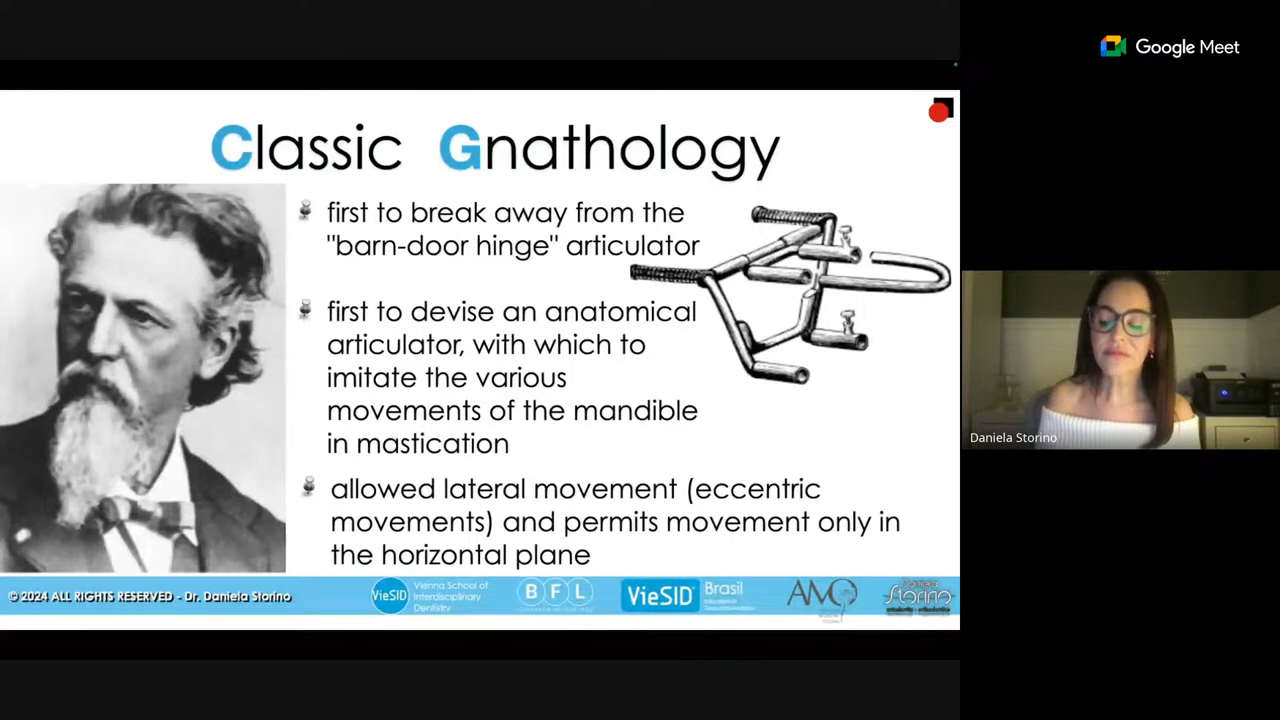 Google Meet
Classic Gnathology
first to break away from the
"barn-door hinge" articulator
first to devise an anatomical
articulator, with which to
imitate the various
movements of the mandible
in mastication
allowed lateral movement (eccentric
movements) and permits movement only in
the horizontal plane
Daniela Storino
© 2024 ALL RIGHTS RESERVED - Dr. Daniela Storino
VieSID
Vienna School of
Interdisciplinary
Dentistry
BFL
VieSID
Brasil
AMO
Daniela
Storino